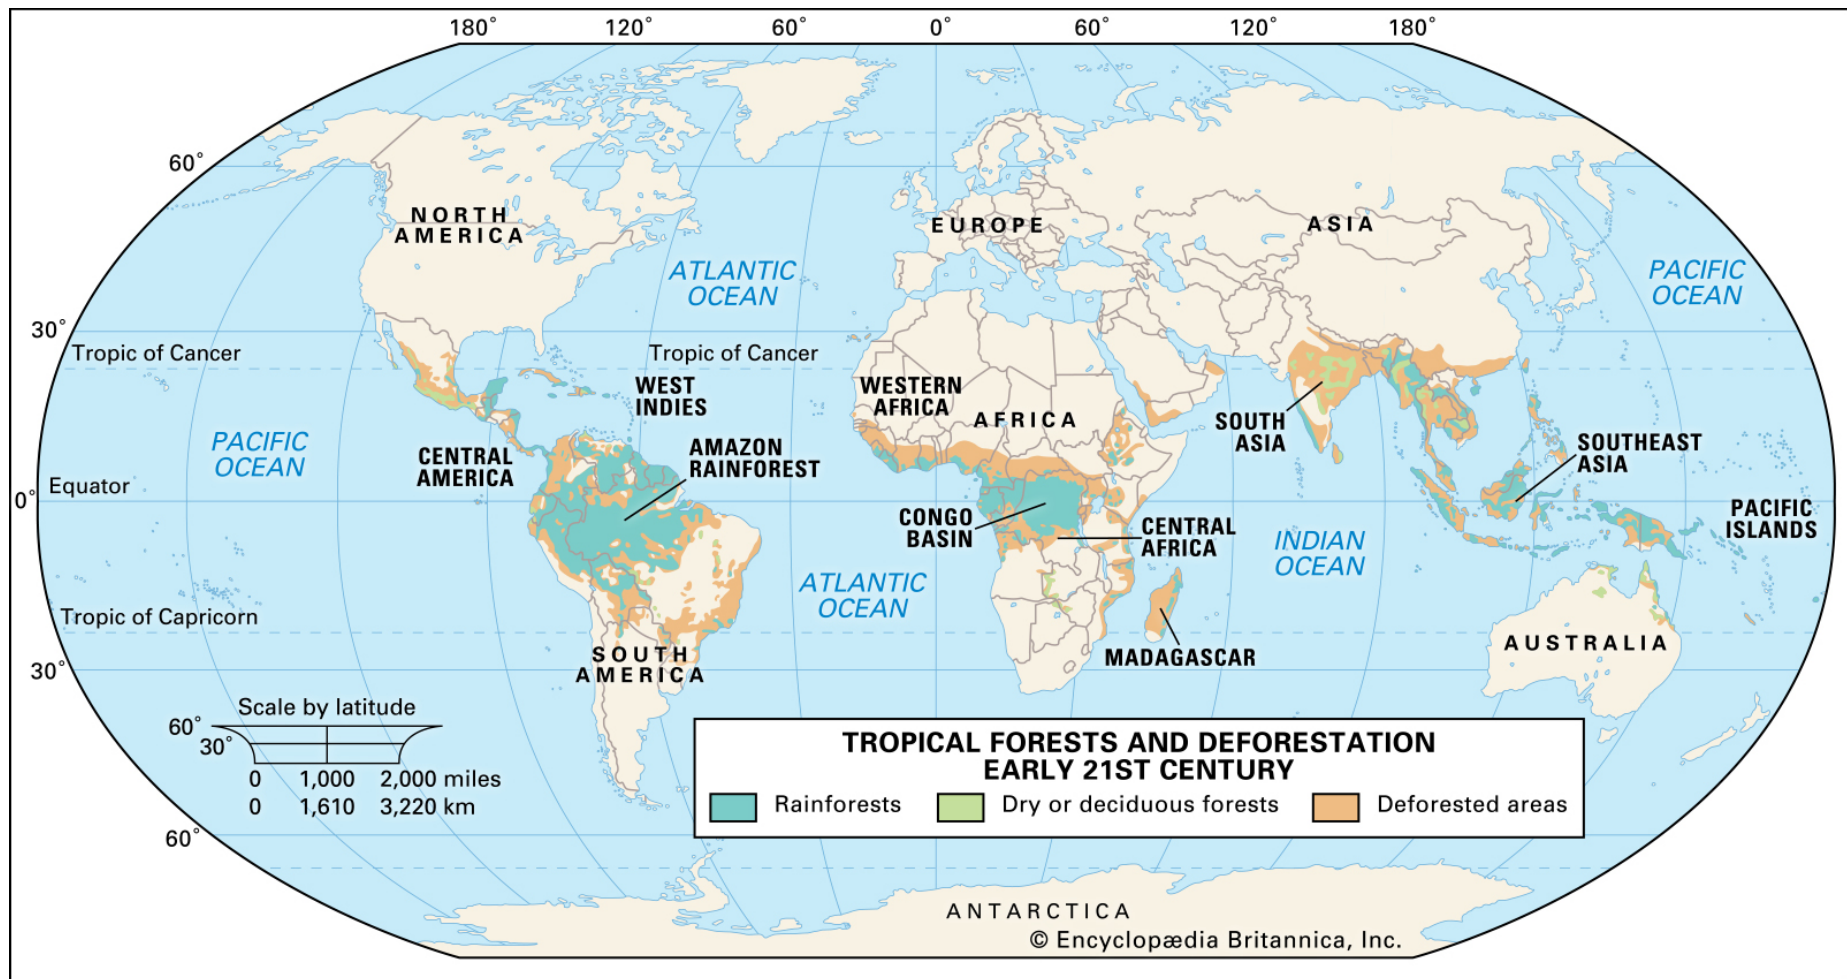 180° 120° 60° 0° 60° 120° 180°
60°
NORTH
AMERICA
EUROPE
ASIA
ATLANTIC
OCEAN
PACIFIC
OCEAN
30°
Tropic of Cancer
Tropic of Cancer
WEST
INDIES
WESTERN
AFRICA
AFRICA
SOUTH
ASIA
PACIFIC
OCEAN
CENTRAL
AMERICA
AMAZON
RAINFOREST
SOUTHEAST
ASIA
Equator
0°
CONGO
BASIN
CENTRAL
AFRICA
INDIAN
OCEAN
PACIFIC
ISLANDS
ATLANTIC
OCEAN
Tropic of Capricorn
SOUTH
AMERICA
MADAGASCAR
AUSTRALIA
30°
Scale by latitude
60°
30°
0 1,000 2,000 miles
0 1,610 3,220 km
TROPICAL FORESTS AND DEFORESTATION
EARLY 21ST CENTURY
Rainforests Dry or deciduous forests Deforested areas
60°
ANTARCTICA
© Encyclopædia Britannica, Inc.